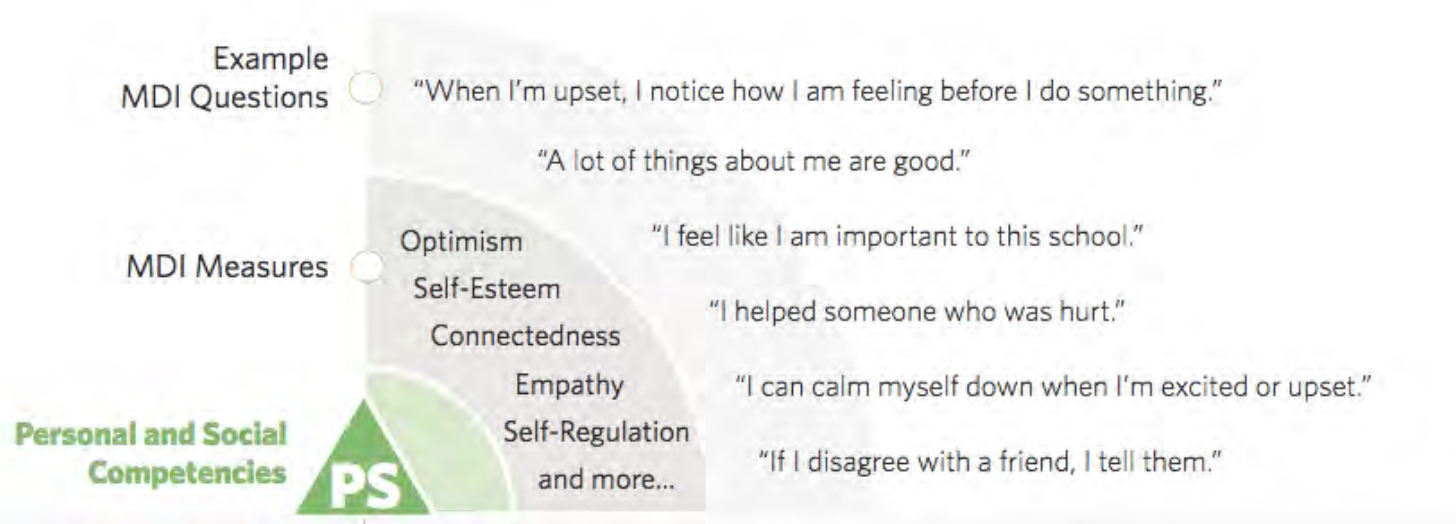 Example
MDI Questions
“When I’m upset, I notice how I am feeling before I do something.”
“A lot of things about me are good.”
“I feel like I am important to this school.”
“I helped someone who was hurt.”
“I can calm myself down when I’m excited or upset.”
“If I disagree with a friend, I tell them.”
MDI Measures
Optimism
Self-Esteem
Connectedness
Empathy
Self-Regulation
and more...
Personal and Social
Competencies
PS